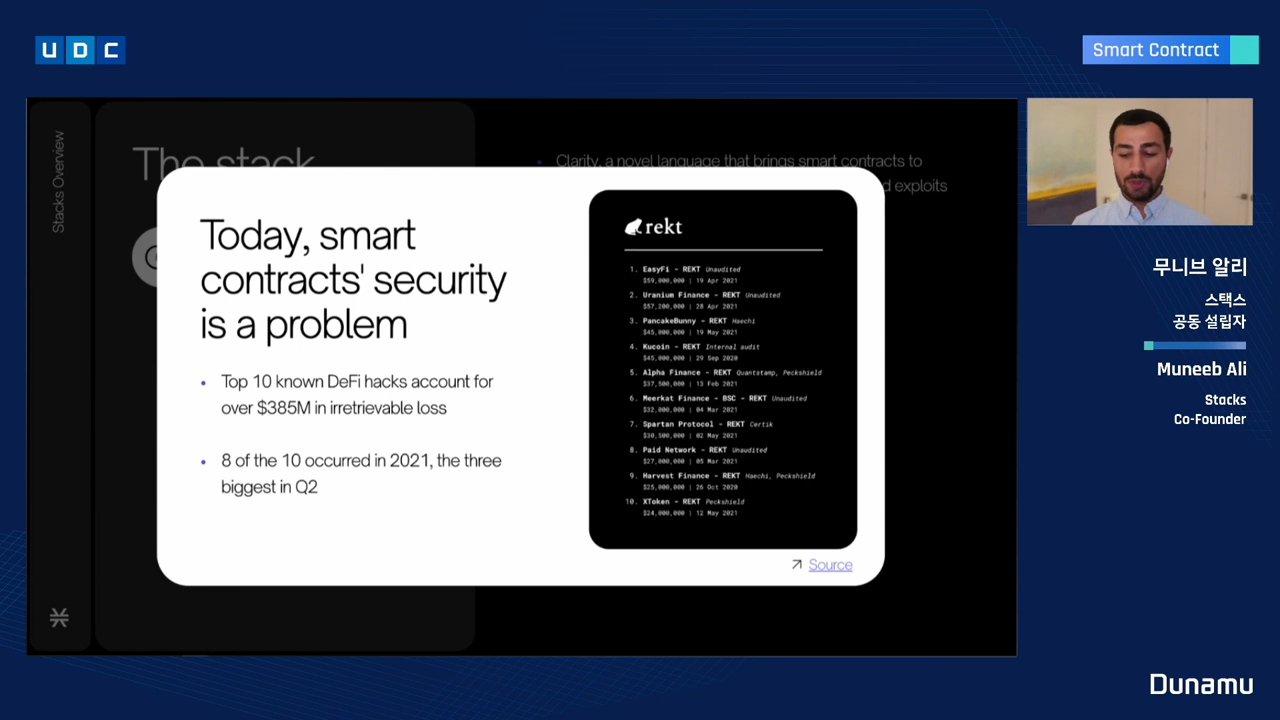 UDC
Smart Contract
Stacks Overview
The stack
Clarity, a novel language that brings smart contracts to
d exploits
Today, smart
contracts' security
is a problem
• Top 10 known DeFi hacks account for
over $385M in irretrievable loss
• 8 of the 10 occurred in 2021, the three
biggest in Q2
rekt
1. EasyFi - REKT Unaudited
$59,000,000 | 19 Apr 2021
2. Uranium Finance - REKT Unaudited
$57,200,000 | 28 Apr 2021
3. PancakeBunny - REKT Haechi
$45,000,000 | 19 May 2021
4. Kucoin - REKT Internal audit
$45,000,000 | 29 Sep 2020
5. Alpha Finance - REKT Quantstamp, Peckshield
$37,500,000 | 13 Feb 2021
6. Meerkat Finance - BSC - REKT Unaudited
$32,000,000 | 04 Mar 2021
7. Spartan Protocol - REKT Certik
$30,500,000 | 02 May 2021
8. Paid Network - REKT Unaudited
$27,000,000 | 05 Mar 2021
9. Harvest Finance - REKT Haechi, Peckshield
$25,000,000 | 26 Oct 2020
10. XToken - REKT Peckshield
$24,000,000 | 12 May 2021
Source
무니브 알리
스택스
공동 설립자
Muneeb Ali
Stacks
Co-Founder
Dunamu